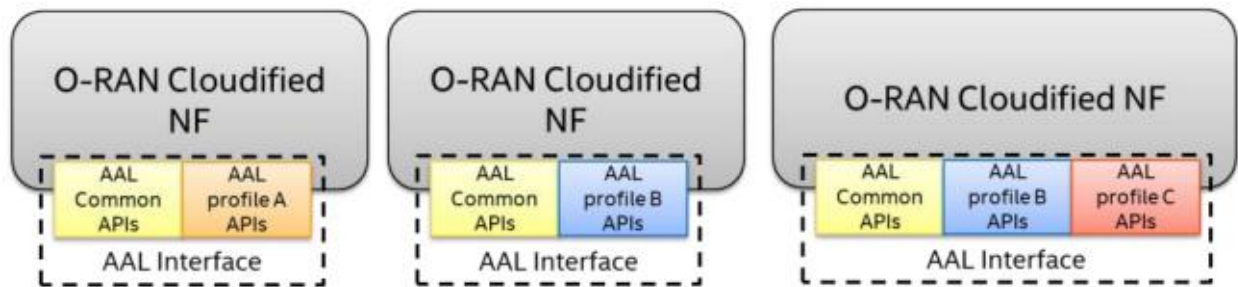 O-RAN Cloudified
NF
AAL
Common
APIs
AAL
profile A
APIs
AAL Interface
O-RAN Cloudified
NF
AAL
Common
APIs
AAL
profile B
APIs
AAL Interface
O-RAN Cloudified NF
AAL
Common
APIs
AAL
profile B
APIs
AAL
profile C
APIs
AAL Interface